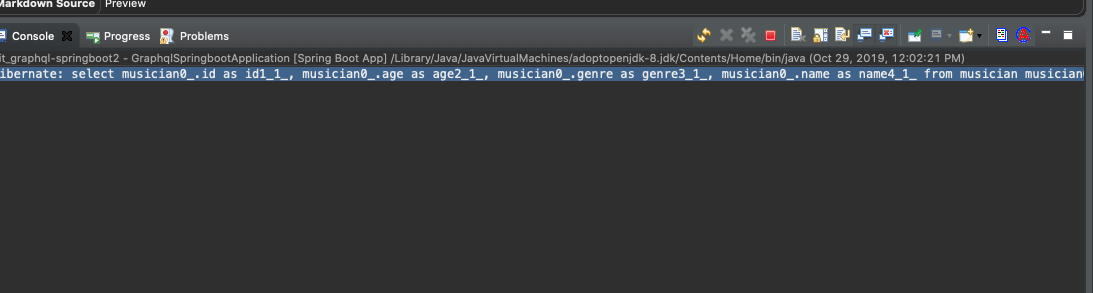 Markdown Source Preview
Console Progress Problems
it_graphql-springboot2 - GraphqlSpringbootApplication [Spring Boot App] /Library/Java/JavaVirtualMachines/adoptopenjdk-8.jdk/Contents/Home/bin/java (Oct 29, 2019, 12:02:21 PM)
ibernate: select musician0_.id as id1_1_, musician0_.age as age2_1_, musician0_.genre as genre3_1_, musician0_.name as name4_1_ from musician musician0